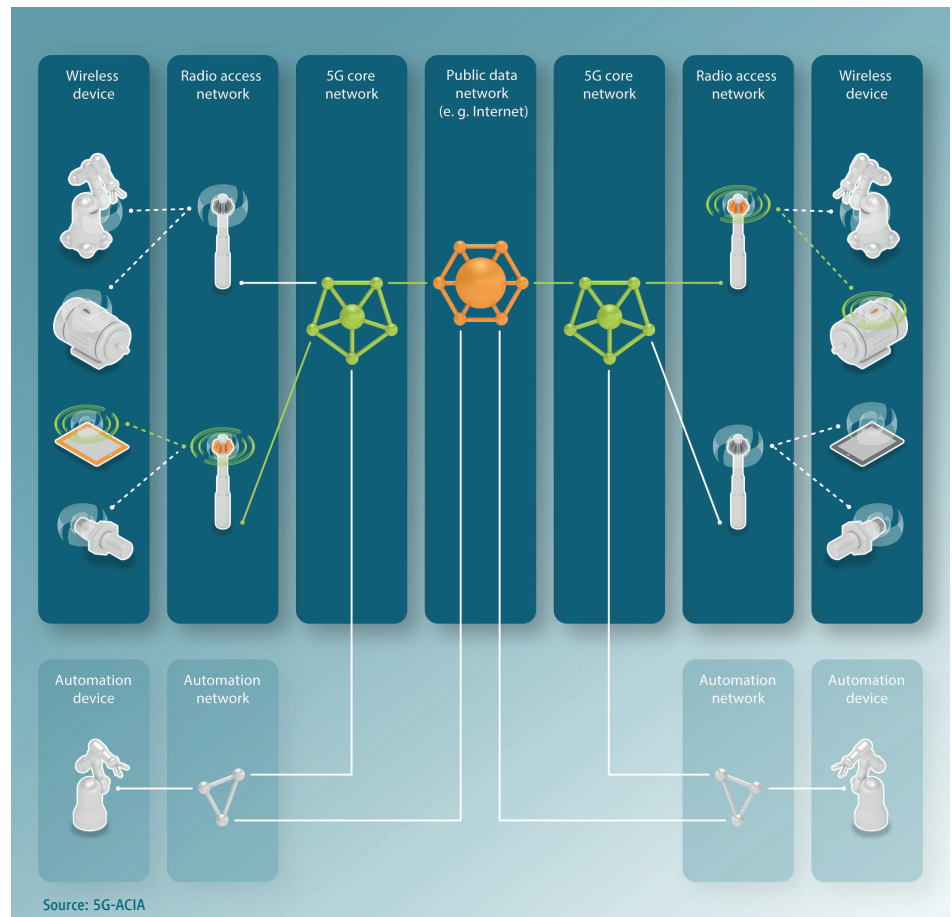 Wireless
device
Radio access
network
5G core
network
Public data
network
(e. g. Internet)
5G core
network
Radio access
network
Wireless
device
Automation
device
Automation
network
Automation
network
Automation
device
Source: 5G-ACIA